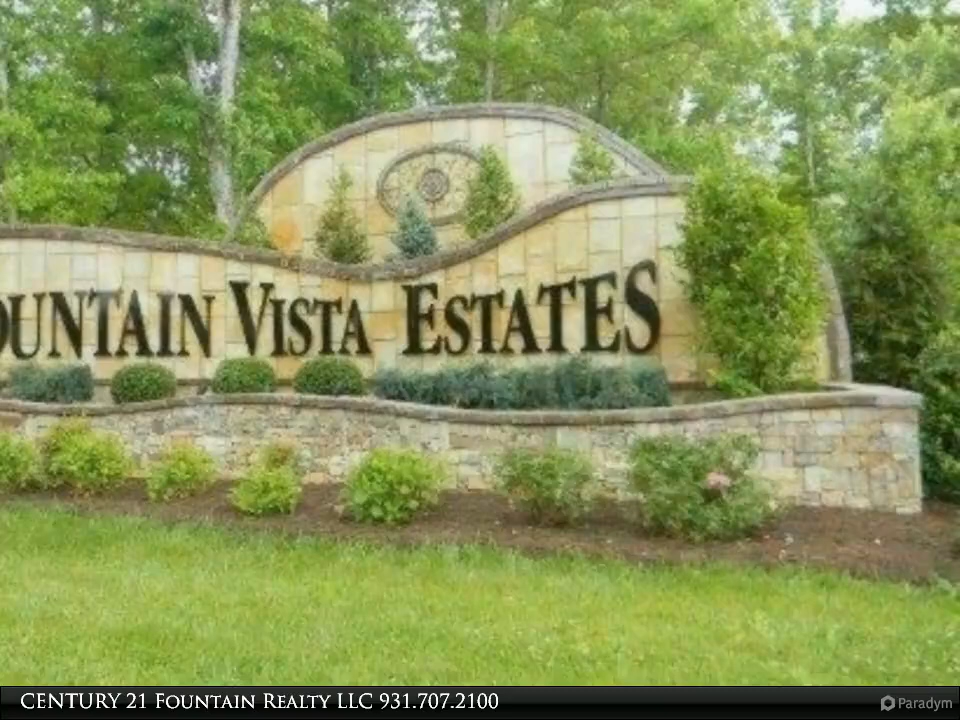 OUNTAIN VISTA ESTATES
CENTURY 21 FOUNTAIN REALTY LLC 931.707.2100
Paradym